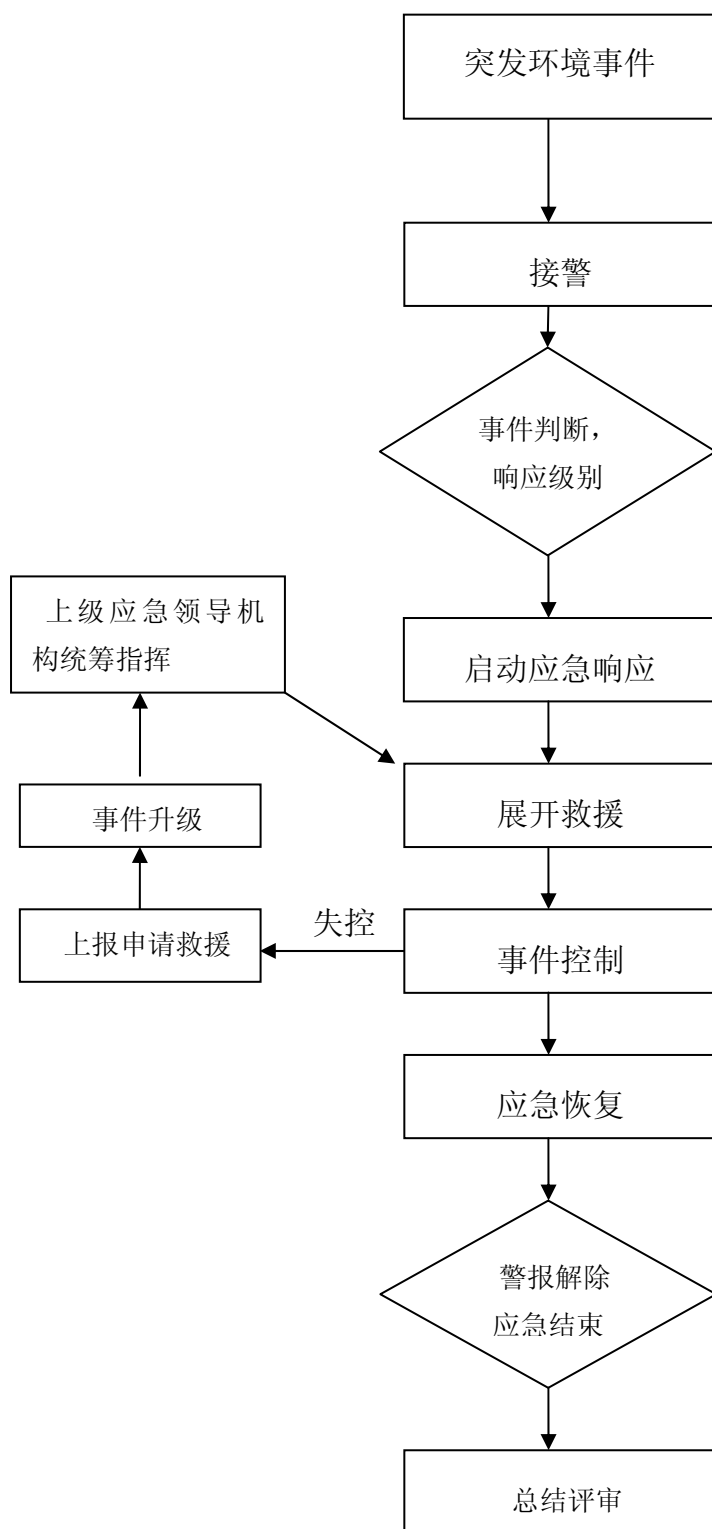 突发环境事件
接警
事件判断，
响应级别
上级应急领导机
构统筹指挥
启动应急响应
展开救援
事件升级
失控
上报申请救援
事件控制
应急恢复
警报解除
应急结束
总结评审